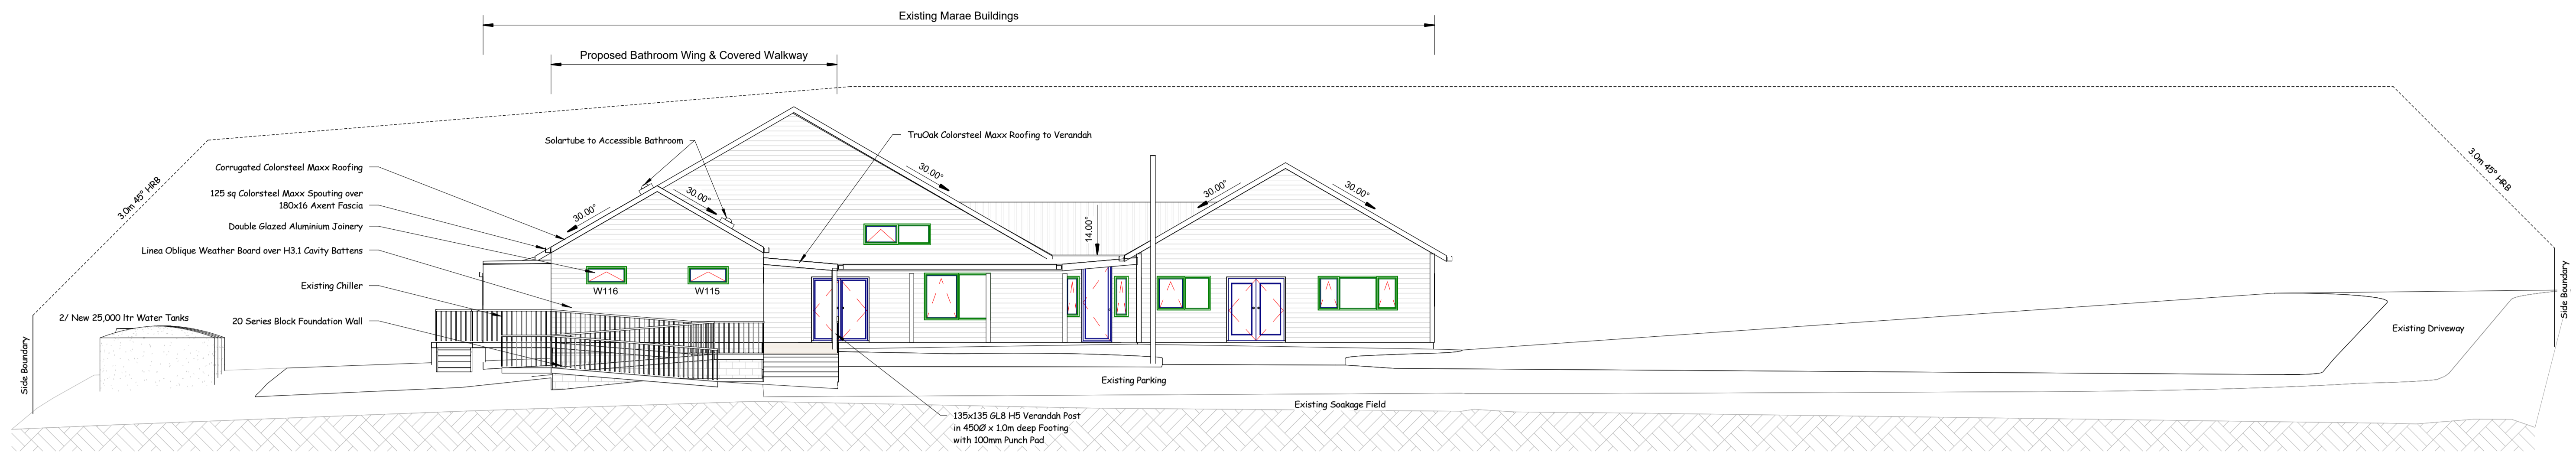 Existing Marae Buildings
Proposed Bathroom Wing & Covered Walkway
Solartube to Accessible Bathroom
TruOak Colorsteel Maxx Roofing to Verandah
Corrugated Colorsteel Maxx Roofing
125 sq Colorsteel Maxx Spouting over
180x16 Axent Fascia
Double Glazed Aluminium Joinery
Linea Oblique Weather Board over H3.1 Cavity Battens
Existing Chiller
20 Series Block Foundation Wall
2/ New 25,000 ltr Water Tanks
3.0m 45° HRB
Side Boundary
30.00°
30.00°
30.00°
14.00°
30.00°
30.00°
W116
W115
3.0m 45° HRB
Side Boundary
Existing Driveway
Existing Parking
Existing Soakage Field
135x135 GL8 H5 Verandah Post
in 450Ø x 1.0m deep Footing
with 100mm Punch Pad